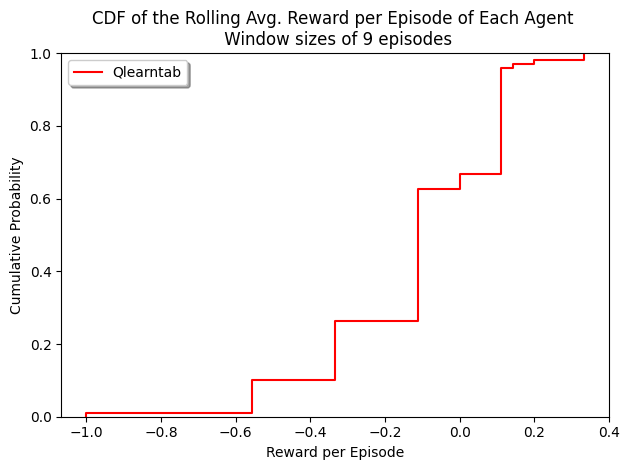 CDF of the Rolling Avg. Reward per Episode of Each Agent
Window sizes of 9 episodes
Qlearntab
1.0
0.8
0.6
0.4
0.2
0.0
Cumulative Probability
−1.0 −0.8 −0.6 −0.4 −0.2 0.0 0.2 0.4
Reward per Episode